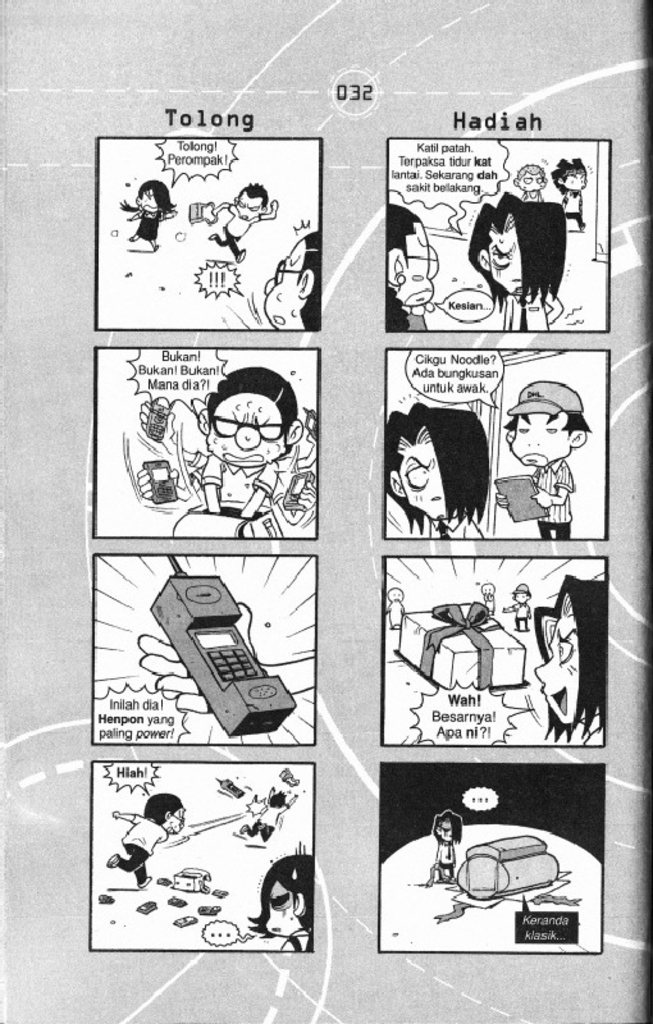 032
Tolong
Tolong!
Perompak!
!!!
Bukan!
Bukan! Bukan!
Mana dia?!
Inilah dia!
Henpon yang
paling power!
HIah!
...
Hadiah
Katil patah.
Terpaksa tidur kat
lantai. Sekarang dah
sakit belakang.
Kesian...
Cikgu Noodle?
Ada bungkusan
untuk awak.
DHL
Wah!
Besarnya!
Apa ni?!
...
Keranda
klasik...